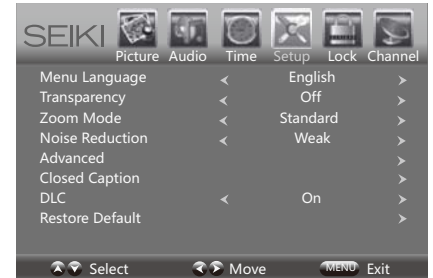 SEIKI
Picture Audio Time Setup Lock Channel
Menu Language English
Transparency Off
Zoom Mode Standard
Noise Reduction Weak
Advanced
Closed Caption
DLC On
Restore Default
Select Move MENU Exit